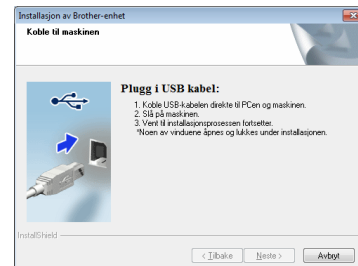 Installasjon av Brother-enhet
Koble til maskinen
Plugg i USB kabel:
1. Koble USB-kabelen direkte til PCen og maskinen.
2. Slå på maskinen.
3. Vent til installasjonsprosessen fortsetter.
*Noen av vinduene åpnes og lukkes under installasjonen.
InstallShield
< Tilbake
Neste >
Avbryt